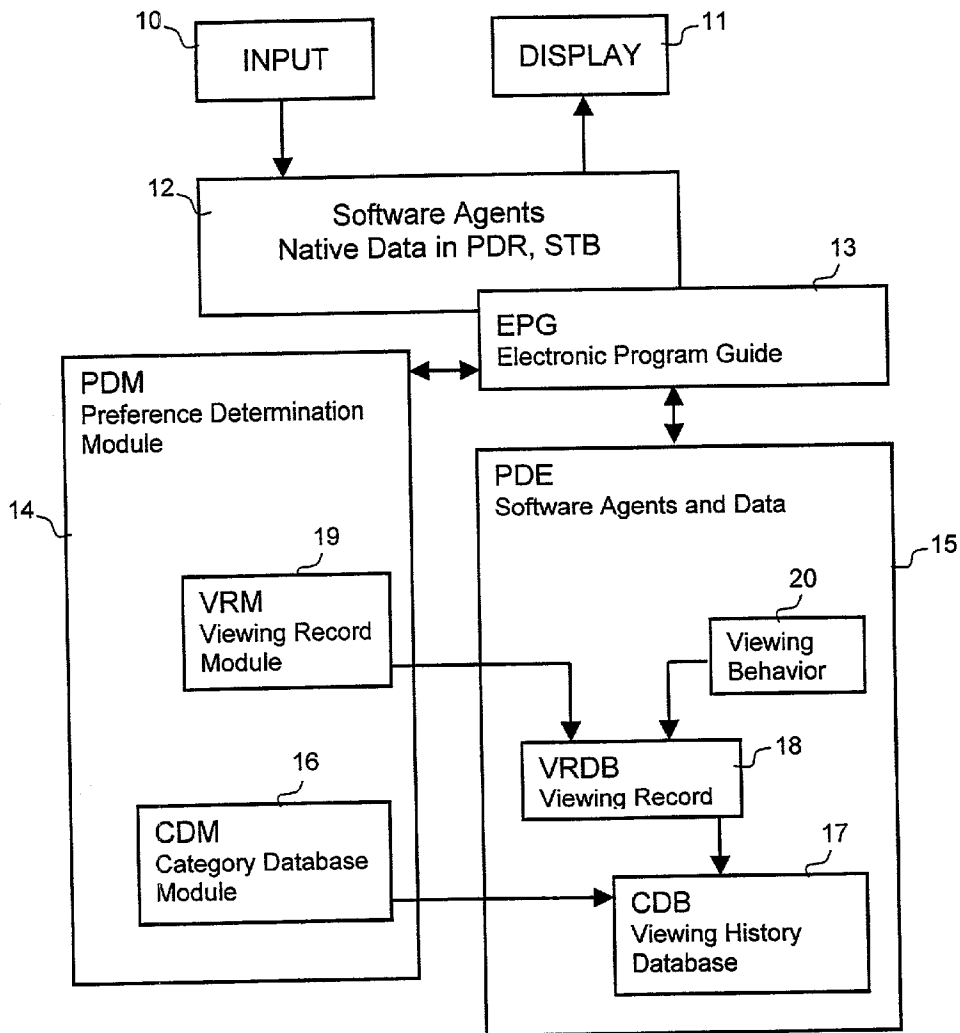 10
INPUT
11
DISPLAY
12
Software Agents
Native Data in PDR, STB
13
EPG
Electronic Program Guide
PDM
Preference Determination
Module
14
PDE
Software Agents and Data
15
19
VRM
Viewing Record
Module
20
Viewing
Behavior
18
VRDB
Viewing Record
16
CDM
Category Database
Module
17
CDB
Viewing History
Database